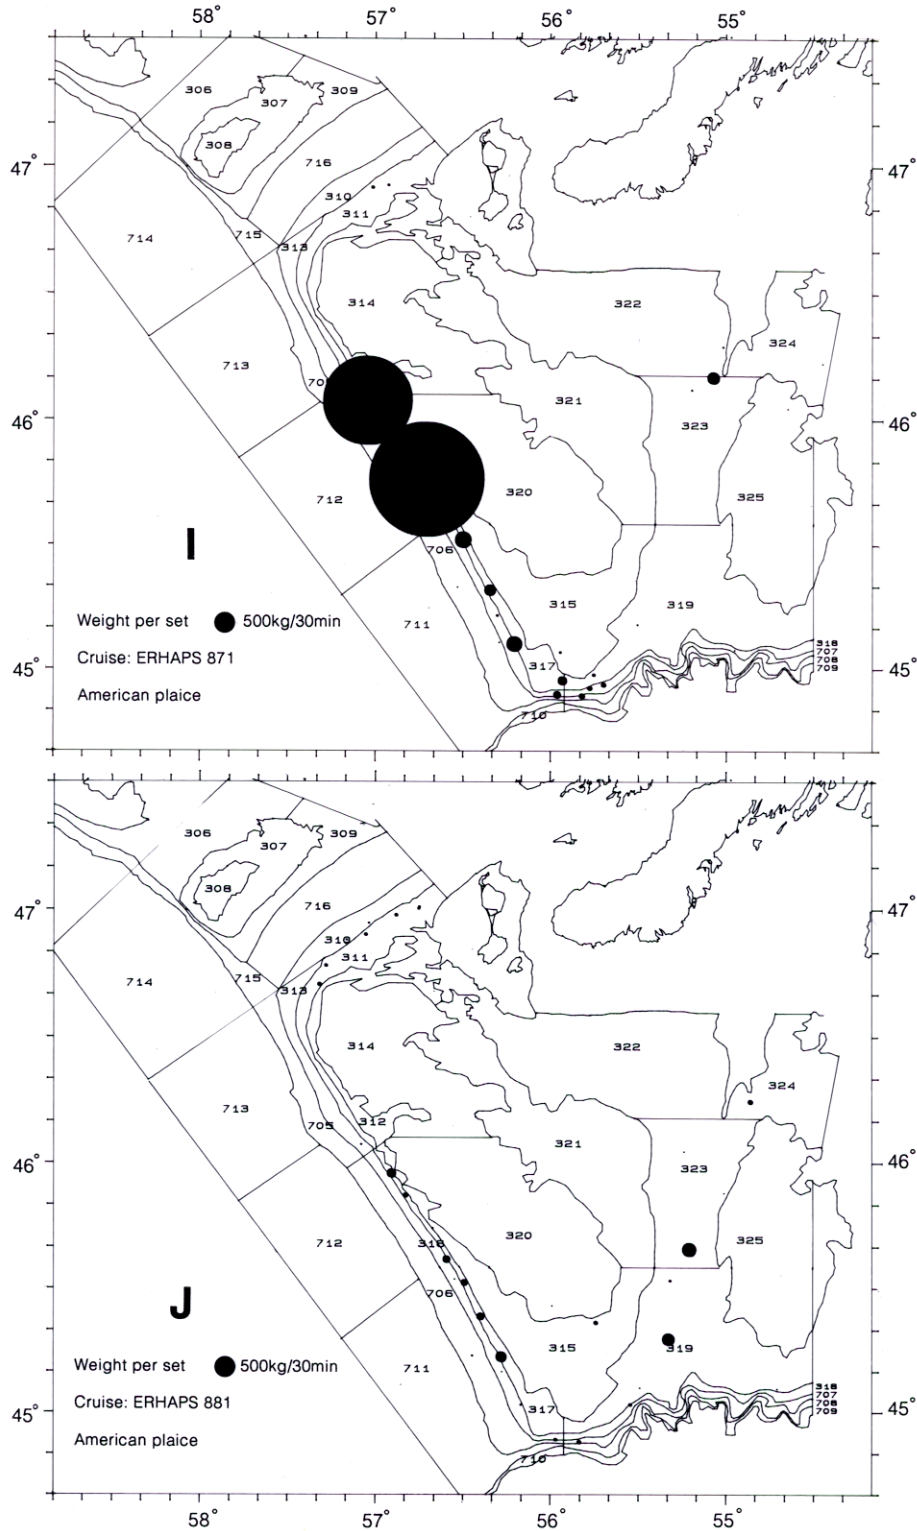 58° 57° 56° 55°
306 307 309
308
47° 716 47°
310
311
714 715 313
314 322
324
713 705
321
46° 323 46°
712 320 325
I
706
Weight per set 500kg/30min
315 319
711
Cruise: ERHAPS 871
317
318
707
708
709
45° 45°
American plaice
710
306 307 309
308
716
47° 47°
310
311
714 715 313
314 322
324
713 705 312
321
46° 323 46°
712 316 320 325
706
J
315 319
Weight per set 500kg/30min
711
318
707
708
709
Cruise: ERHAPS 881
317
45° 45°
American plaice
710
58° 57° 56° 55°